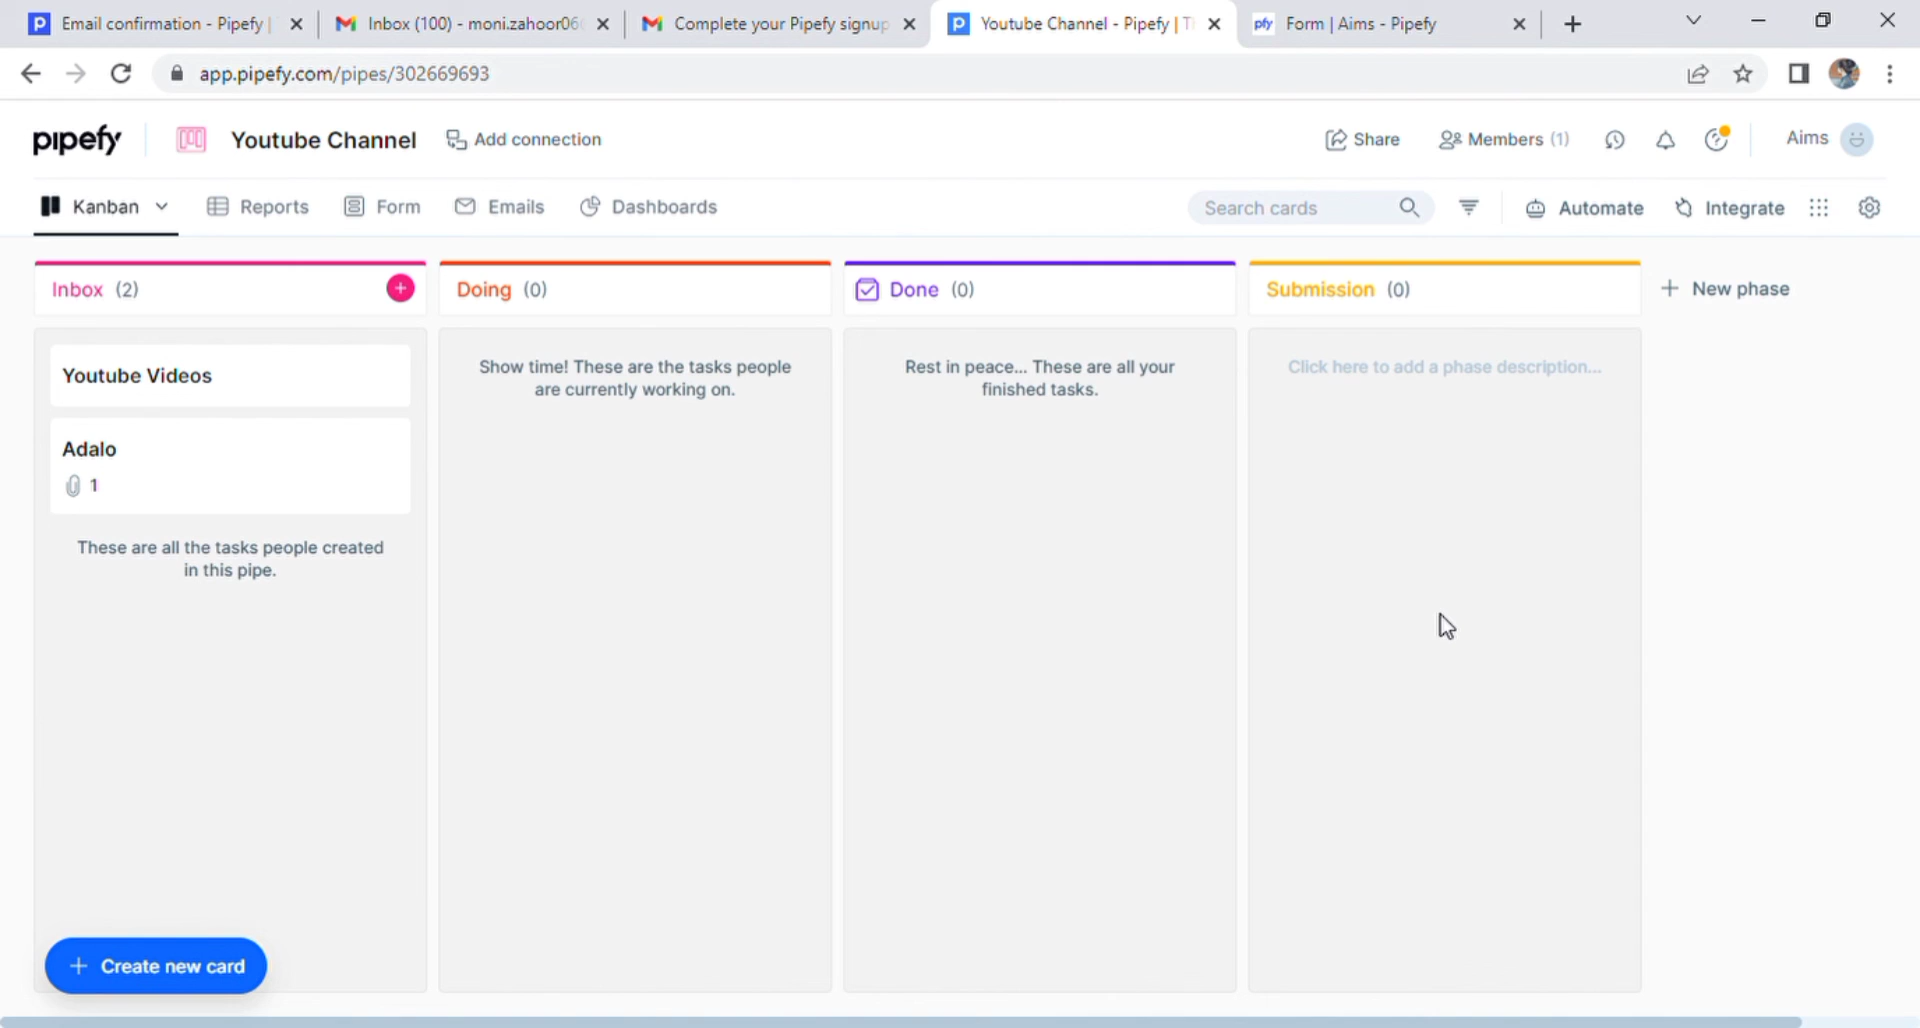 Email confirmation - Pipefy |
Inbox (100) - moni.zahoor06
Complete your Pipefy signup
Youtube Channel - Pipefy | T
pfy Form | Aims - Pipefy
app.pipefy.com/pipes/302669693
pipefy
Youtube Channel
Add connection
Share
Members (1)
Aims
Kanban
Reports
Form
Emails
Dashboards
Search cards
Automate
Integrate
Inbox (2)
Doing (0)
Done (0)
Submission (0)
New phase
Youtube Videos
Adalo
1
These are all the tasks people created
in this pipe.
Show time! These are the tasks people
are currently working on.
Rest in peace... These are all your
finished tasks.
Click here to add a phase description...
Create new card